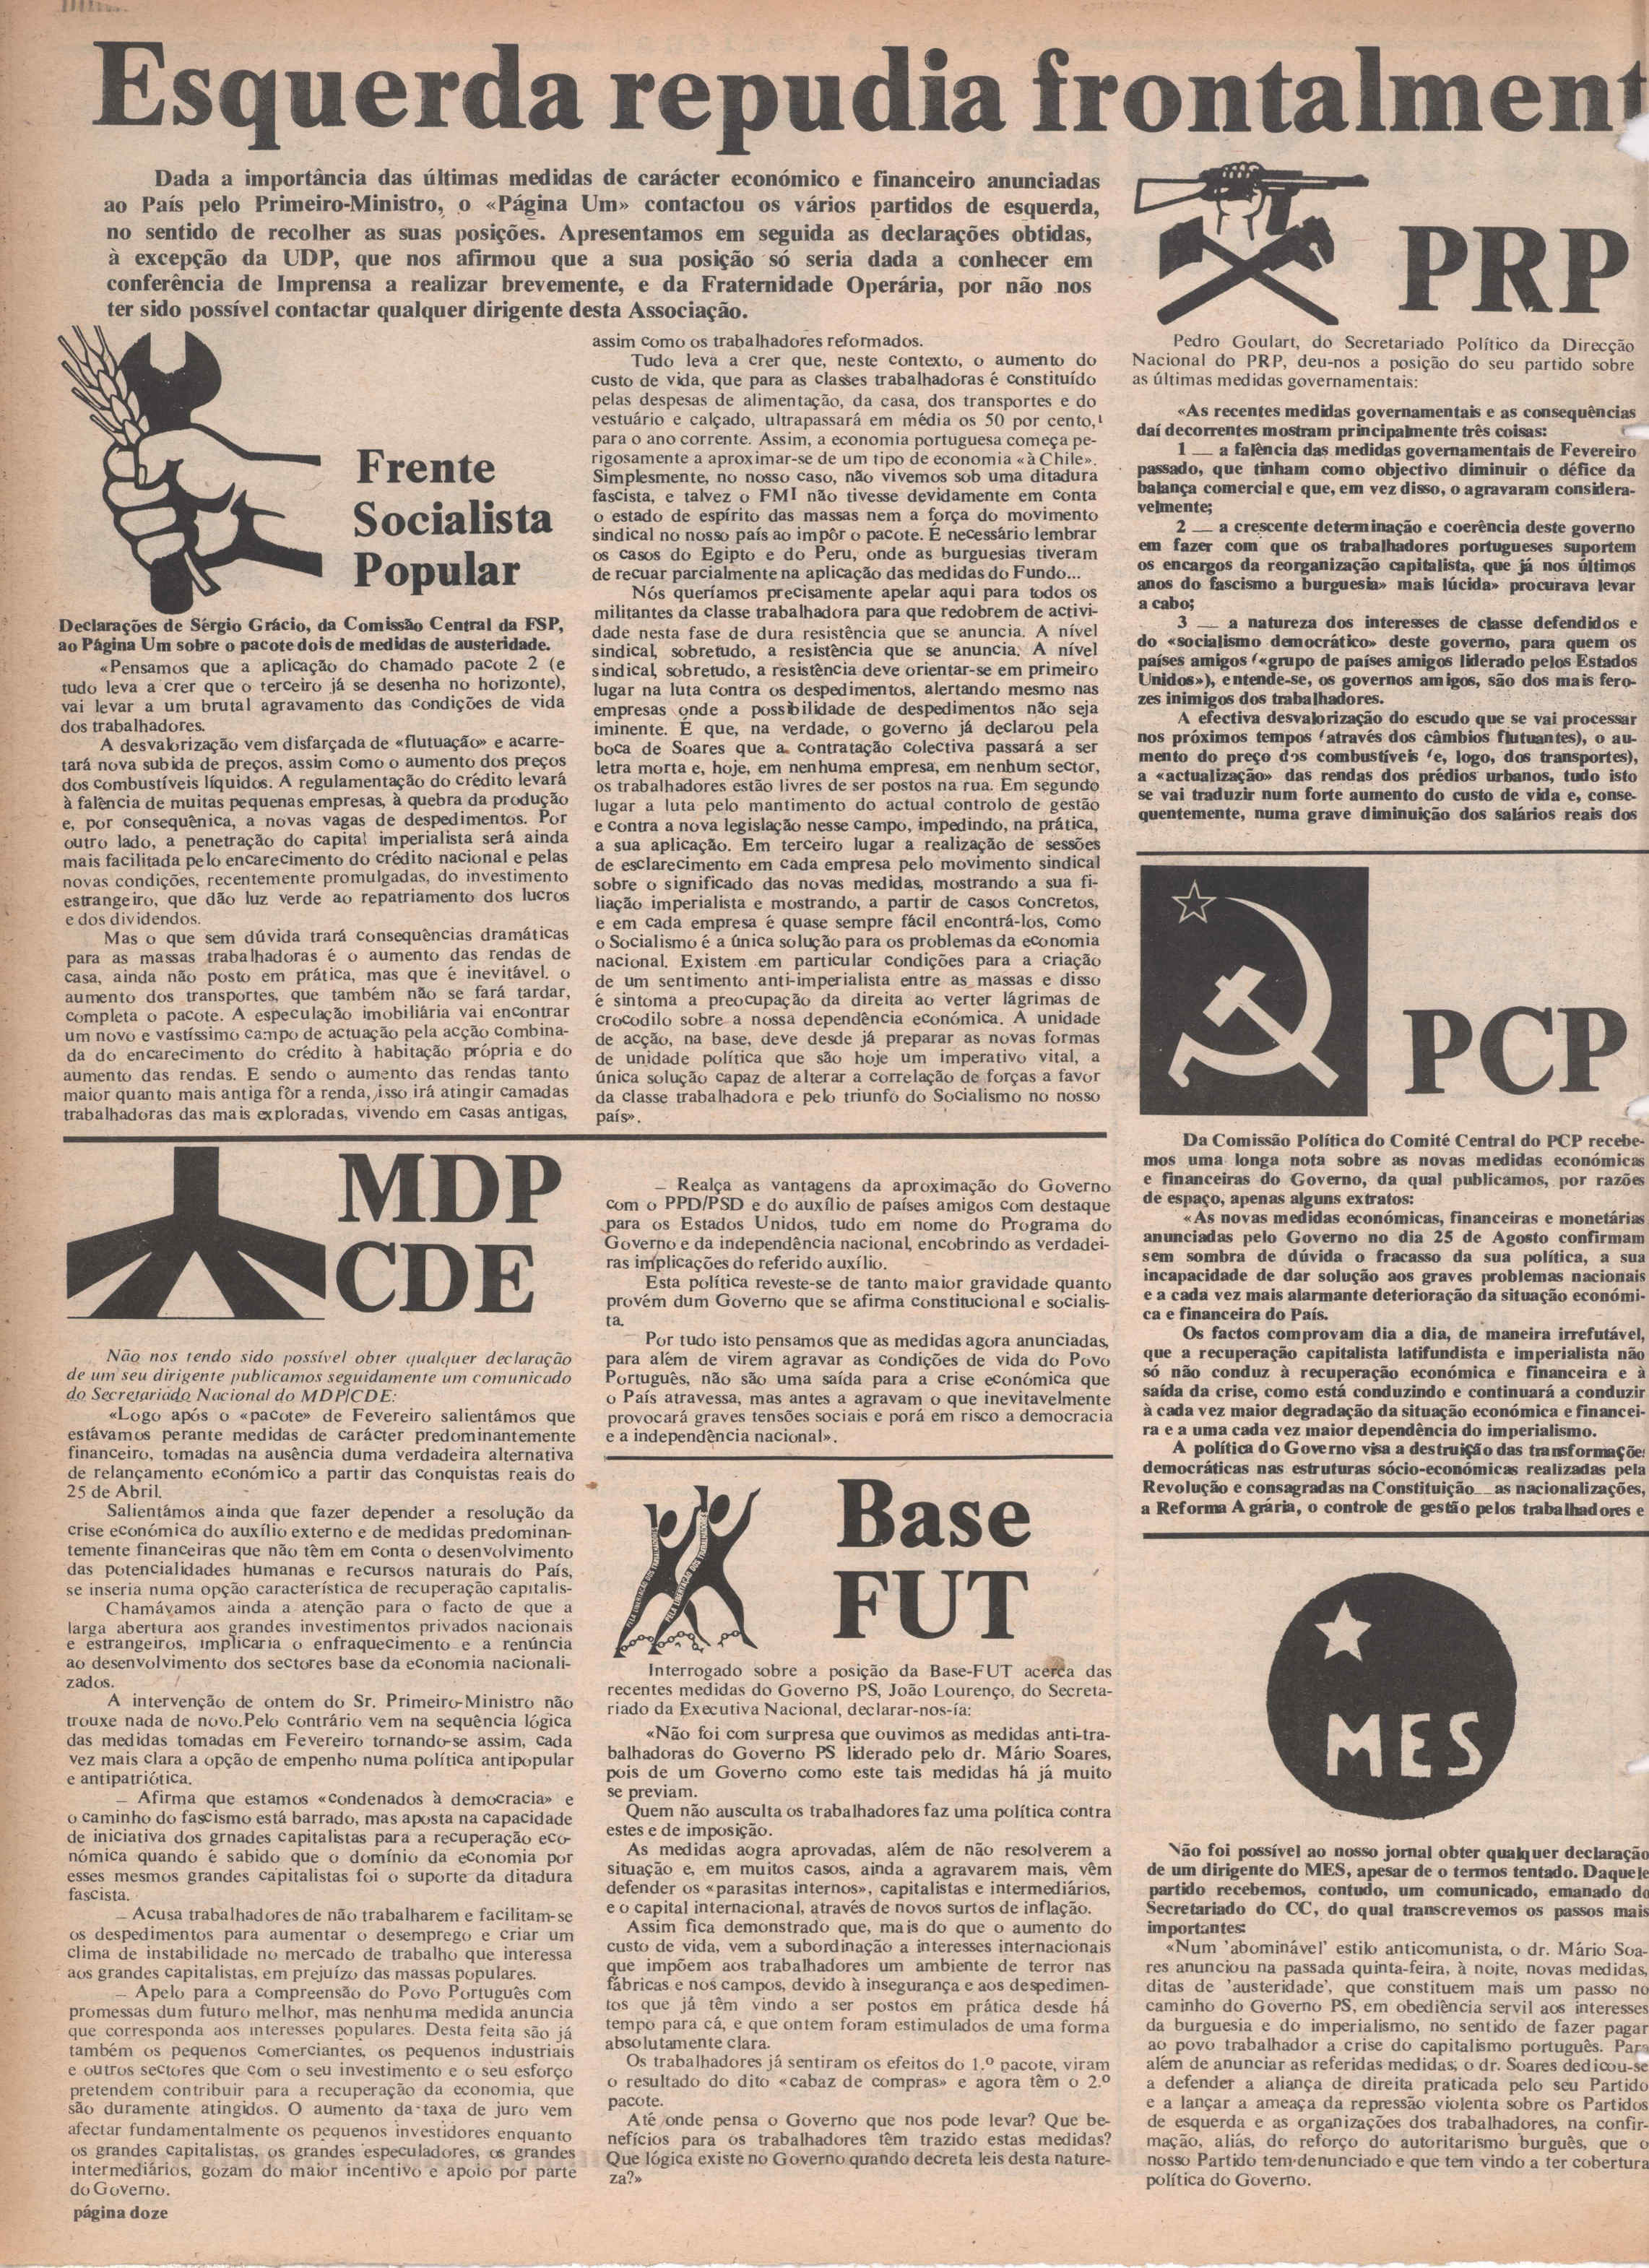 Esquerda repudia frontalment
Dada a importância das últimas medidas de carácter económico e financeiro anunciadas
ao País pelo Primeiro-Ministro, o «Página Um» contactou os vários partidos de esquerda,
no sentido de recolher as suas posições. Apresentamos em seguida as declarações obtidas,
à excepção da UDP, que nos afirmou que a sua posição só seria dada a conhecer em
conferência de Imprensa a realizar brevemente, e da Fraternidade Operária, por não nos
ter sido possível contactar qualquer dirigente desta Associação.
Frente
Socialista
Popular
Declarações de Sérgio Grácio, da Comissão Central da FSP,
ao Página Um sobre o pacote dois de medidas de austeridade.
«Pensamos que a aplicação do chamado pacote 2 (e
tudo leva a crer que o terceiro já se desenha no horizonte),
vai levar a um brutal agravamento das condições de vida
dos trabalhadores.
A desvalorização vem disfarçada de «flutuação» e acarre-
tará nova subida de preços, assim como o aumento dos preços
dos combustíveis líquidos. A regulamentação do crédito levará
à falência de muitas pequenas empresas, à quebra da produção
e, por consequênica, a novas vagas de despedimentos. Por
outro lado, a penetração do capital imperialista será ainda
mais facilitada pelo encarecimento do crédito nacional e pelas
novas condições, recentemente promulgadas, do investimento
estrangeiro, que dão luz verde ao repatriamento dos lucros
e dos dividendos.
Mas o que sem dúvida trará consequências dramáticas
para as massas trabalhadoras é o aumento das rendas de
casa, ainda não posto em prática, mas que é inevitável. o
aumento dos transportes, que também não se fará tardar,
completa o pacote. A especulação imobiliária vai encontrar
um novo e vastíssimo campo de actuação pela acção combina-
da do encarecimento do crédito à habitação própria e do
aumento das rendas. E sendo o aumento das rendas tanto
maior quanto mais antiga fôr a renda, isso irá atingir camadas
trabalhadoras das mais exploradas, vivendo em casas antigas,
assim como os trabalhadores reformados.
Tudo leva a crer que, neste contexto, o aumento do
custo de vida, que para as classes trabalhadoras é constituído
pelas despesas de alimentação, da casa, dos transportes e do
vestuário e calçado, ultrapassará em média os 50 por cento,
para o ano corrente. Assim, a economia portuguesa começa pe-
rigosamente a aproximar-se de um tipo de economia «à Chile».
Simplesmente, no nosso caso, não vivemos sob uma ditadura
fascista, e talvez o FMI não tivesse devidamente em conta
o estado de espírito das massas nem a força do movimento
sindical no nosso país ao impôr o pacote. É necessário lembrar
os casos do Egipto e do Peru, onde as burguesias tiveram
de recuar parcialmente na aplicação das medidas do Fundo...
Nós queríamos precisamente apelar aqui para todos os
militantes da classe trabalhadora para que redobrem de activi-
dade nesta fase de dura resistência que se anuncia. A nível
sindical, sobretudo, a resistência que se anuncia. A nível
sindical, sobretudo, a resistência deve orientar-se em primeiro
lugar na luta contra os despedimentos, alertando mesmo nas
empresas onde a possibilidade de despedimentos não seja
iminente. É que, na verdade, o governo já declarou pela
boca de Soares que a contratação colectiva passará a ser
letra morta e, hoje, em nenhuma empresa, em nenhum sector,
os trabalhadores estão livres de ser postos na rua. Em segundo
lugar a luta pelo mantimento do actual controlo de gestão
e contra a nova legislação nesse campo, impedindo, na prática,
a sua aplicação. Em terceiro lugar a realização de sessões
de esclarecimento em cada empresa pelo movimento sindical
sobre o significado das novas medidas, mostrando a sua fi-
liação imperialista e mostrando, a partir de casos concretos,
e em cada empresa é quase sempre fácil encontrá-los, como
o Socialismo é a única solução para os problemas da economia
nacional. Existem em particular condições para a criação
de um sentimento anti-imperialista entre as massas e disso
é sintoma a preocupação da direita ao verter lágrimas de
crocodilo sobre a nossa dependência económica. A unidade
de acção, na base, deve desde já preparar as novas formas
de unidade política que são hoje um imperativo vital, a
única solução capaz de alterar a correlação de forças a favor
da classe trabalhadora e pelo triunfo do Socialismo no nosso
país».
MDP
CDE
Não nos tendo sido possível obter qualquer declaração
de um seu dirigente publicamos seguidamente um comunicado
do Secretariado Nacional do MDP/CDE:
«Logo após o «pacote» de Fevereiro salientámos que
estávamos perante medidas de carácter predominantemente
financeiro, tomadas na ausência duma verdadeira alternativa
de relançamento económico a partir das conquistas reais do
25 de Abril.
Salientámos ainda que fazer depender a resolução da
crise económica do auxílio externo e de medidas predominan-
temente financeiras que não têm em conta o desenvolvimento
das potencialidades humanas e recursos naturais do País,
se inseria numa opção característica de recuperação capitalis-
Chamávamos ainda a atenção para o facto de que a
larga abertura aos grandes investimentos privados nacionais
e estrangeiros, implicaria o enfraquecimento e a renúncia
ao desenvolvimento dos sectores base da economia nacionali-
zados.
A intervenção de ontem do Sr. Primeiro-Ministro não
trouxe nada de novo.Pelo contrário vem na sequência lógica
das medidas tomadas em Fevereiro tornando-se assim, cada
vez mais clara a opção de empenho numa política antipopular
e antipatriótica.
— Afirma que estamos «condenados à democracia» e
o caminho do fascismo está barrado, mas aposta na capacidade
de iniciativa dos grnades capitalistas para a recuperação eco-
nómica quando é sabido que o domínio da economia por
esses mesmos grandes capitalistas foi o suporte da ditadura
fascista.
— Acusa trabalhadores de não trabalharem e facilitam-se
os despedimentos para aumentar o desemprego e criar um
clima de instabilidade no mercado de trabalho que interessa
aos grandes capitalistas, em prejuízo das massas populares.
— Apelo para a compreensão do Povo Português com
promessas dum futuro melhor, mas nenhuma medida anuncia
que corresponda aos interesses populares. Desta feita são já
também os pequenos comerciantes, os pequenos industriais
e outros sectores que com o seu investimento e o seu esforço
pretendem contribuir para a recuperação da economia, que
são duramente atingidos. O aumento da taxa de juro vem
afectar fundamentalmente os pequenos investidores enquanto
os grandes capitalistas, os grandes especuladores, os grandes
intermediários, gozam do maior incentivo e apoio por parte
do Governo.
— Realça as vantagens da aproximação do Governo
com o PPD/PSD e do auxílio de países amigos com destaque
para os Estados Unidos, tudo em nome do Programa do
Governo e da independência nacional, encobrindo as verdadei-
ras implicações do referido auxílio.
Esta política reveste-se de tanto maior gravidade quanto
provém dum Governo que se afirma constitucional e socialis-
ta.
Por tudo isto pensamos que as medidas agora anunciadas,
para além de virem agravar as condições de vida do Povo
Português, não são uma saída para a crise económica que
o País atravessa, mas antes a agravam o que inevitavelmente
provocará graves tensões sociais e porá em risco a democracia
e a independência nacional».
PELA LIBERTAÇÃO DOS TRABALHADORES
PELA LIBERTAÇÃO DOS TRABALHADORES
Base
FUT
Interrogado sobre a posição da Base-FUT acerca das
recentes medidas do Governo PS, João Lourenço, do Secreta-
riado da Executiva Nacional, declarar-nos-ía:
«Não foi com surpresa que ouvimos as medidas anti-tra-
balhadoras do Governo PS liderado pelo dr. Mário Soares,
pois de um Governo como este tais medidas há já muito
se previam.
Quem não ausculta os trabalhadores faz uma política contra
estes e de imposição.
As medidas aogra aprovadas, além de não resolverem a
situação e, em muitos casos, ainda a agravarem mais, vêm
defender os «parasitas internos», capitalistas e intermediários,
e o capital internacional, através de novos surtos de inflação.
Assim fica demonstrado que, mais do que o aumento do
custo de vida, vem a subordinação a interesses internacionais
que impõem aos trabalhadores um ambiente de terror nas
fábricas e nos campos, devido à insegurança e aos despedimen-
tos que já têm vindo a ser postos em prática desde há
tempo para cá, e que ontem foram estimulados de uma forma
absolutamente clara.
Os trabalhadores já sentiram os efeitos do 1.º pacote, viram
o resultado do dito «cabaz de compras» e agora têm o 2.º
pacote.
Até onde pensa o Governo que nos pode levar? Que be-
nefícios para os trabalhadores têm trazido estas medidas?
Que lógica existe no Governo quando decreta leis desta nature-
za?»
PRP
Pedro Goulart, do Secretariado Político da Direcção
Nacional do PRP, deu-nos a posição do seu partido sobre
as últimas medidas governamentais:
«As recentes medidas governamentais e as consequências
daí decorrentes mostram principalmente três coisas:
1 — a falência das medidas governamentais de Fevereiro
passado, que tinham como objectivo diminuir o défice da
balança comercial e que, em vez disso, o agravaram considera-
velmente;
2 — a crescente determinação e coerência deste governo
em fazer com que os trabalhadores portugueses suportem
os encargos da reorganização capitalista, que já nos últimos
anos do fascismo a burguesia» mais lúcida» procurava levar
a cabo;
3 — a natureza dos interesses de classe defendidos e
do «socialismo democrático» deste governo, para quem os
países amigos («grupo de países amigos liderado pelos Estados
Unidos»), entende-se, os governos amigos, são dos mais fero-
zes inimigos dos trabalhadores.
A efectiva desvalorização do escudo que se vai processar
nos próximos tempos (através dos câmbios flutuantes), o au-
mento do preço dos combustíveis (e, logo, dos transportes),
a «actualização» das rendas dos prédios urbanos, tudo isto
se vai traduzir num forte aumento do custo de vida e, conse-
quentemente, numa grave diminuição dos salários reais dos
PCP
Da Comissão Política do Comité Central do PCP recebe-
mos uma longa nota sobre as novas medidas económicas
e financeiras do Governo, da qual publicamos, por razões
de espaço, apenas alguns extratos:
«As novas medidas económicas, financeiras e monetárias
anunciadas pelo Governo no dia 25 de Agosto confirmam
sem sombra de dúvida o fracasso da sua política, a sua
incapacidade de dar solução aos graves problemas nacionais
e a cada vez mais alarmante deterioração da situação económi-
ca e financeira do País.
Os factos comprovam dia a dia, de maneira irrefutável,
que a recuperação capitalista latifundista e imperialista não
só não conduz à recuperação económica e financeira e à
saída da crise, como está conduzindo e continuará a conduzir
à cada vez maior degradação da situação económica e financei-
ra e a uma cada vez maior dependência do imperialismo.
A política do Governo visa a destruição das transformaçõe
democráticas nas estruturas sócio-económicas realizadas pela
Revolução e consagradas na Constituição — as nacionalizações,
a Reforma Agrária, o controle de gestão pelos trabalhadores e
MES
Não foi possível ao nosso jornal obter qualquer declaração
de um dirigente do MES, apesar de o termos tentado. Daquele
partido recebemos, contudo, um comunicado, emanado do
Secretariado do CC, do qual transcrevemos os passos mais
importantes:
«Num 'abominável' estilo anticomunista, o dr. Mário Soa-
res anunciou na passada quinta-feira, à noite, novas medidas,
ditas de 'austeridade', que constituem mais um passo no
caminho do Governo PS, em obediência servil aos interesses
da burguesia e do imperialismo, no sentido de fazer pagar
ao povo trabalhador a crise do capitalismo português. Para
além de anunciar as referidas medidas, o dr. Soares dedicou-se
a defender a aliança de direita praticada pelo seu Partido
e a lançar a ameaça da repressão violenta sobre os Partidos
de esquerda e as organizações dos trabalhadores, na confir-
mação, aliás, do reforço do autoritarismo burguês, que o
nosso Partido tem denunciado e que tem vindo a ter cobertura
política do Governo.
página doze